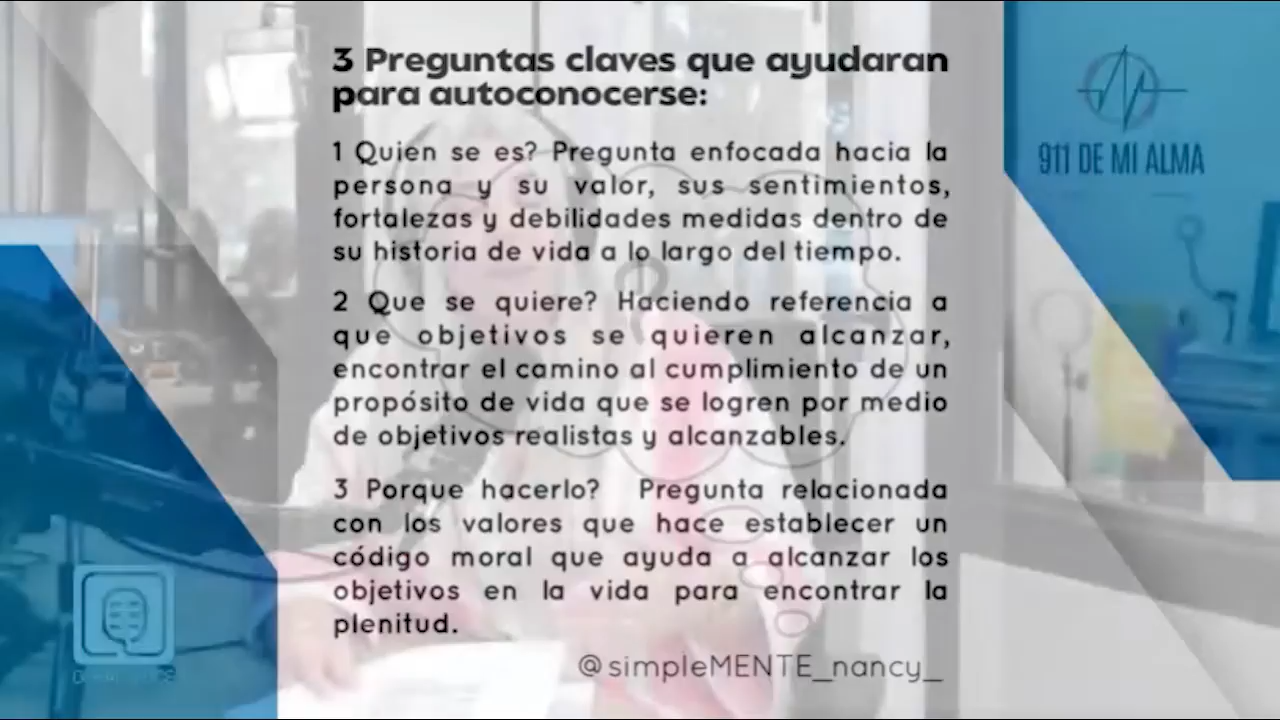 3 Preguntas claves que ayudaran
para autoconocerse:
1 Quien se es? Pregunta enfocada hacia la
persona y su valor, sus sentimientos,
fortalezas y debilidades medidas dentro de
su historia de vida a lo largo del tiempo.
2 Que se quiere? Haciendo referencia a
que objetivos se quieren alcanzar,
encontrar el camino al cumplimiento de un
propósito de vida que se logren por medio
de objetivos realistas y alcanzables.
3 Porque hacerlo? Pregunta relacionada
con los valores que hace establecer un
código moral que ayuda a alcanzar los
objetivos en la vida para encontrar la
plenitud.
@simpleMENTE_nancy_
911 DE MI ALMA